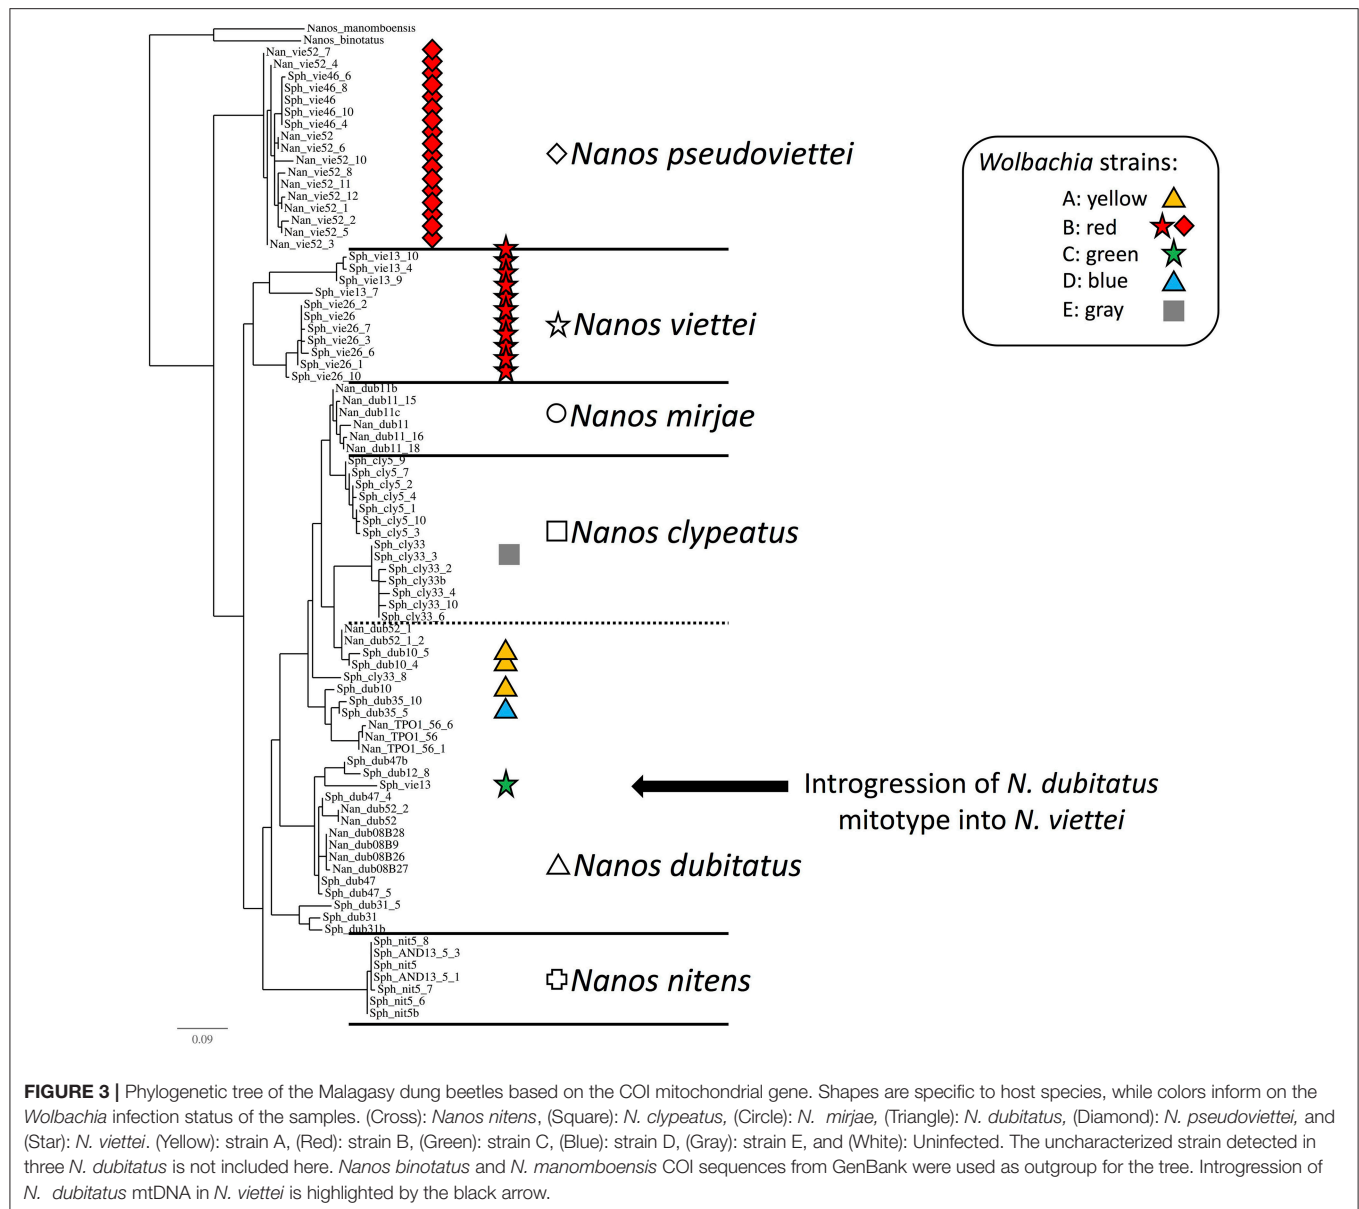 Nanos_manomboensis
Nanos_binotatus
Nan_vie52_7
Nan_vie52_4
Sph_vie46_6
Sph_vie46_8
Sph_vie46
Sph_vie46_10
Sph_vie46_4
Nan_vie52
Nan_vie52_6
Nan_vie52_10
Nan_vie52_8
Nan_vie52_11
Nan_vie52_12
Nan_vie52_1
Nan_vie52_2
Nan_vie52_5
Nan_vie52_3
Nanos pseudoviettei
Sph_vie13_10
Sph_vie13_4
Sph_vie13_9
Sph_vie13_7
Sph_vie26_2
Sph_vie26
Sph_vie26_7
Sph_vie26_3
Sph_vie26_6
Sph_vie26_1
Sph_vie26_10
Nanos viettei
Nan_dub11b
Nan_dub11_15
Nan_dub11c
Nan_dub11
Nan_dub11_16
Nan_dub11_18
Nanos mirjae
Sph_cly5_9
Sph_cly5_7
Sph_cly5_2
Sph_cly5_4
Sph_cly5_1
Sph_cly5_10
Sph_cly5_3
Sph_cly33
Sph_cly33_3
Sph_cly33_2
Sph_cly33b
Sph_cly33_4
Sph_cly33_10
Sph_cly33_6
Nanos clypeatus
Nan_dub52_1
Nan_dub52_1_2
Sph_dub10_5
Sph_dub10_4
Sph_cly33_8
Sph_dub10
Sph_dub35_10
Sph_dub35_5
Nan_TPO1_56_6
Nan_TPO1_56
Nan_TPO1_56_1
Sph_dub47b
Sph_dub12_8
Sph_vie13
Sph_dub47_4
Nan_dub52_2
Nan_dub52
Nan_dub08B28
Nan_dub08B9
Nan_dub08B26
Nan_dub08B27
Sph_dub47
Sph_dub47_5
Sph_dub31_5
Sph_dub31
Sph_dub31b
Nanos dubitatus
Sph_nit5_8
Sph_AND13_5_3
Sph_nit5
Sph_AND13_5_1
Sph_nit5_7
Sph_nit5_6
Sph_nit5b
Nanos nitens
Wolbachia strains:
A: yellow
B: red
C: green
D: blue
E: gray
Introgression of N. dubitatus
mitotype into N. viettei
0.09
FIGURE 3 | Phylogenetic tree of the Malagasy dung beetles based on the COI mitochondrial gene. Shapes are specific to host species, while colors inform on the
Wolbachia infection status of the samples. (Cross): Nanos nitens, (Square): N. clypeatus, (Circle): N. mirjae, (Triangle): N. dubitatus, (Diamond): N. pseudoviettei, and
(Star): N. viettei. (Yellow): strain A, (Red): strain B, (Green): strain C, (Blue): strain D, (Gray): strain E, and (White): Uninfected. The uncharacterized strain detected in
three N. dubitatus is not included here. Nanos binotatus and N. manomboensis COI sequences from GenBank were used as outgroup for the tree. Introgression of
N. dubitatus mtDNA in N. viettei is highlighted by the black arrow.